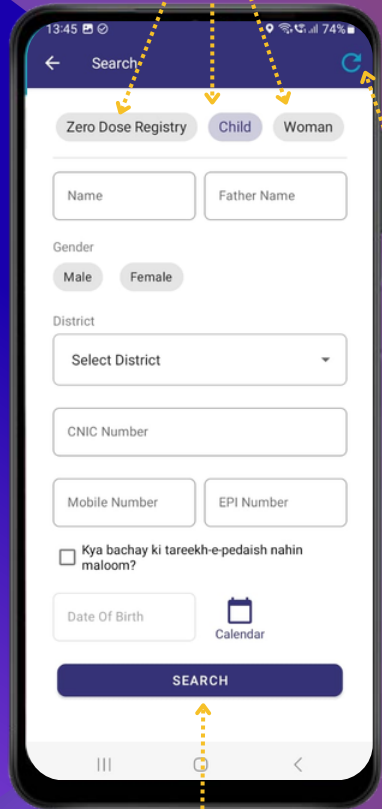 13:45 74%
Search
Zero Dose Registry Child Woman
Name Father Name
Gender
Male Female
District
Select District
CNIC Number
Mobile Number EPI Number
Kya bachay ki tareekh-e-pedaish nahin
maloom?
Date Of Birth
Calendar
SEARCH